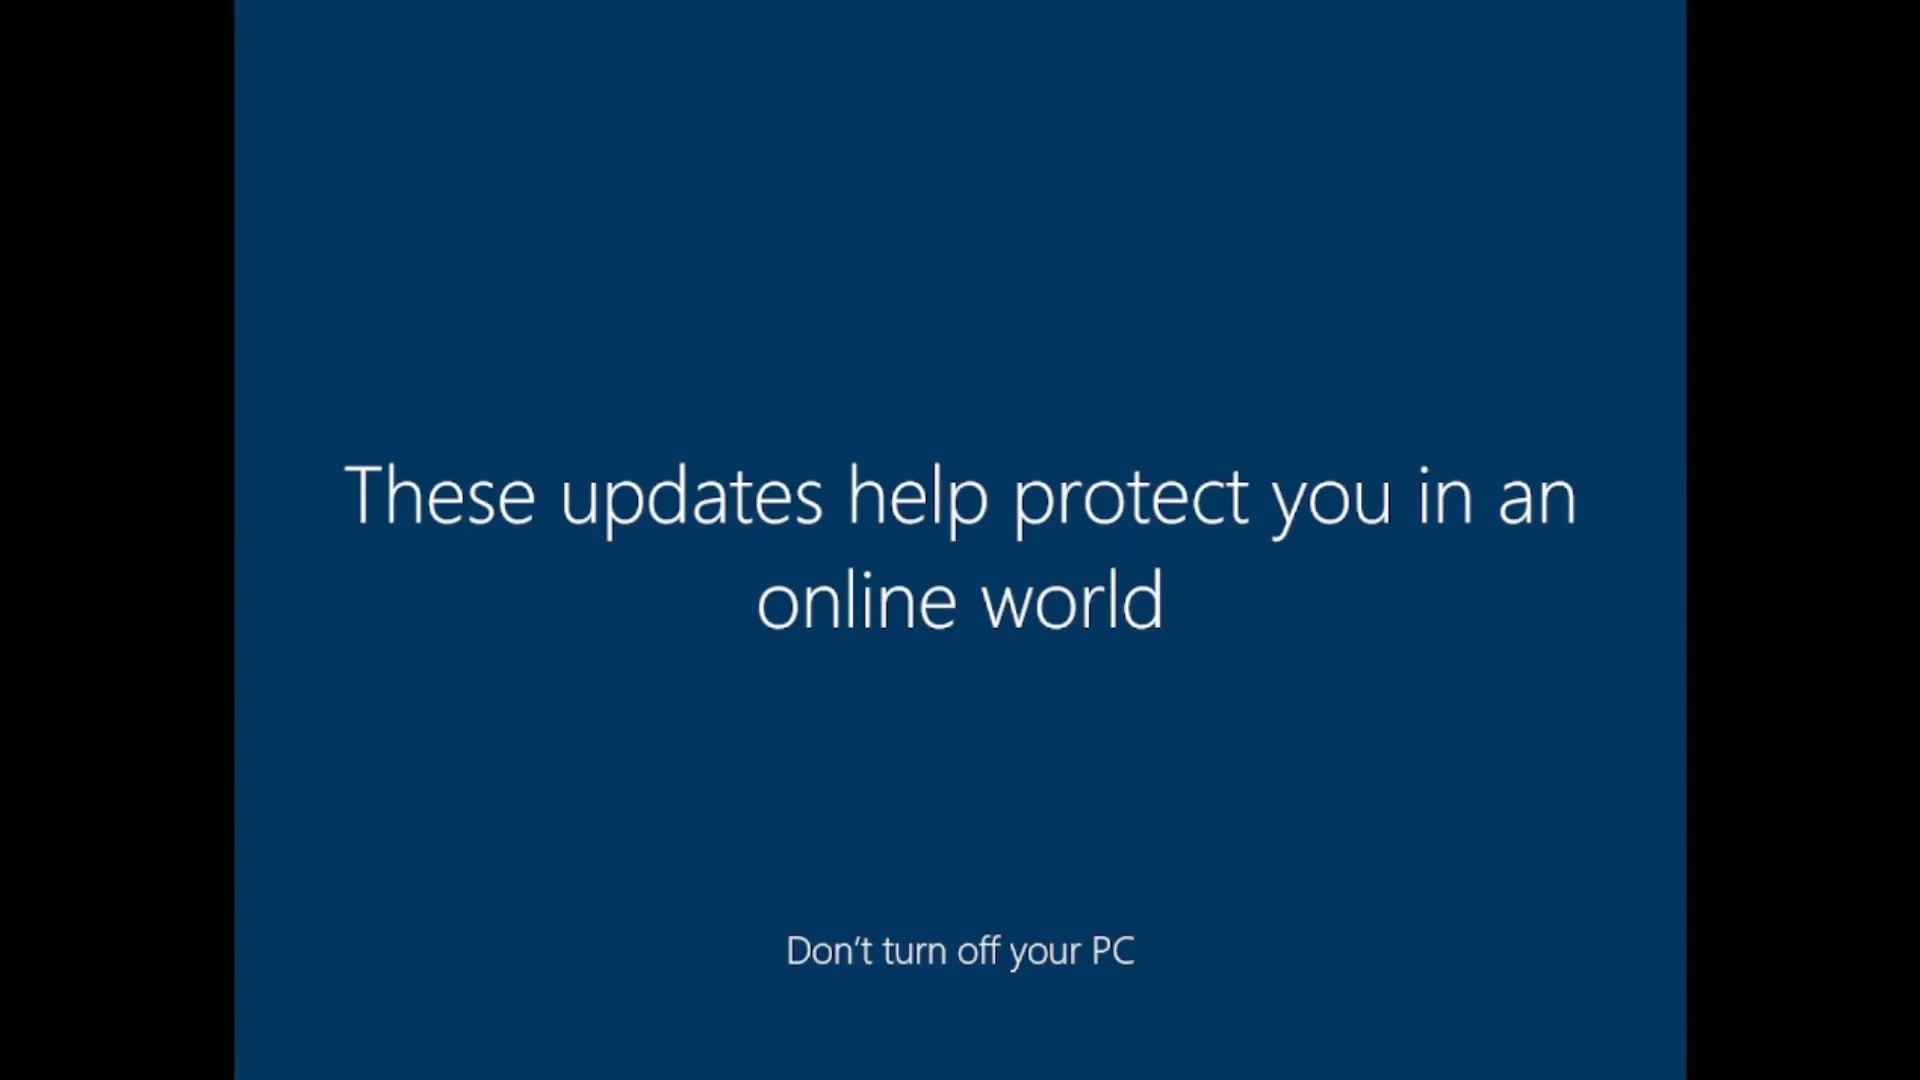 These updates help protect you in an
online world
Don’t turn off your PC